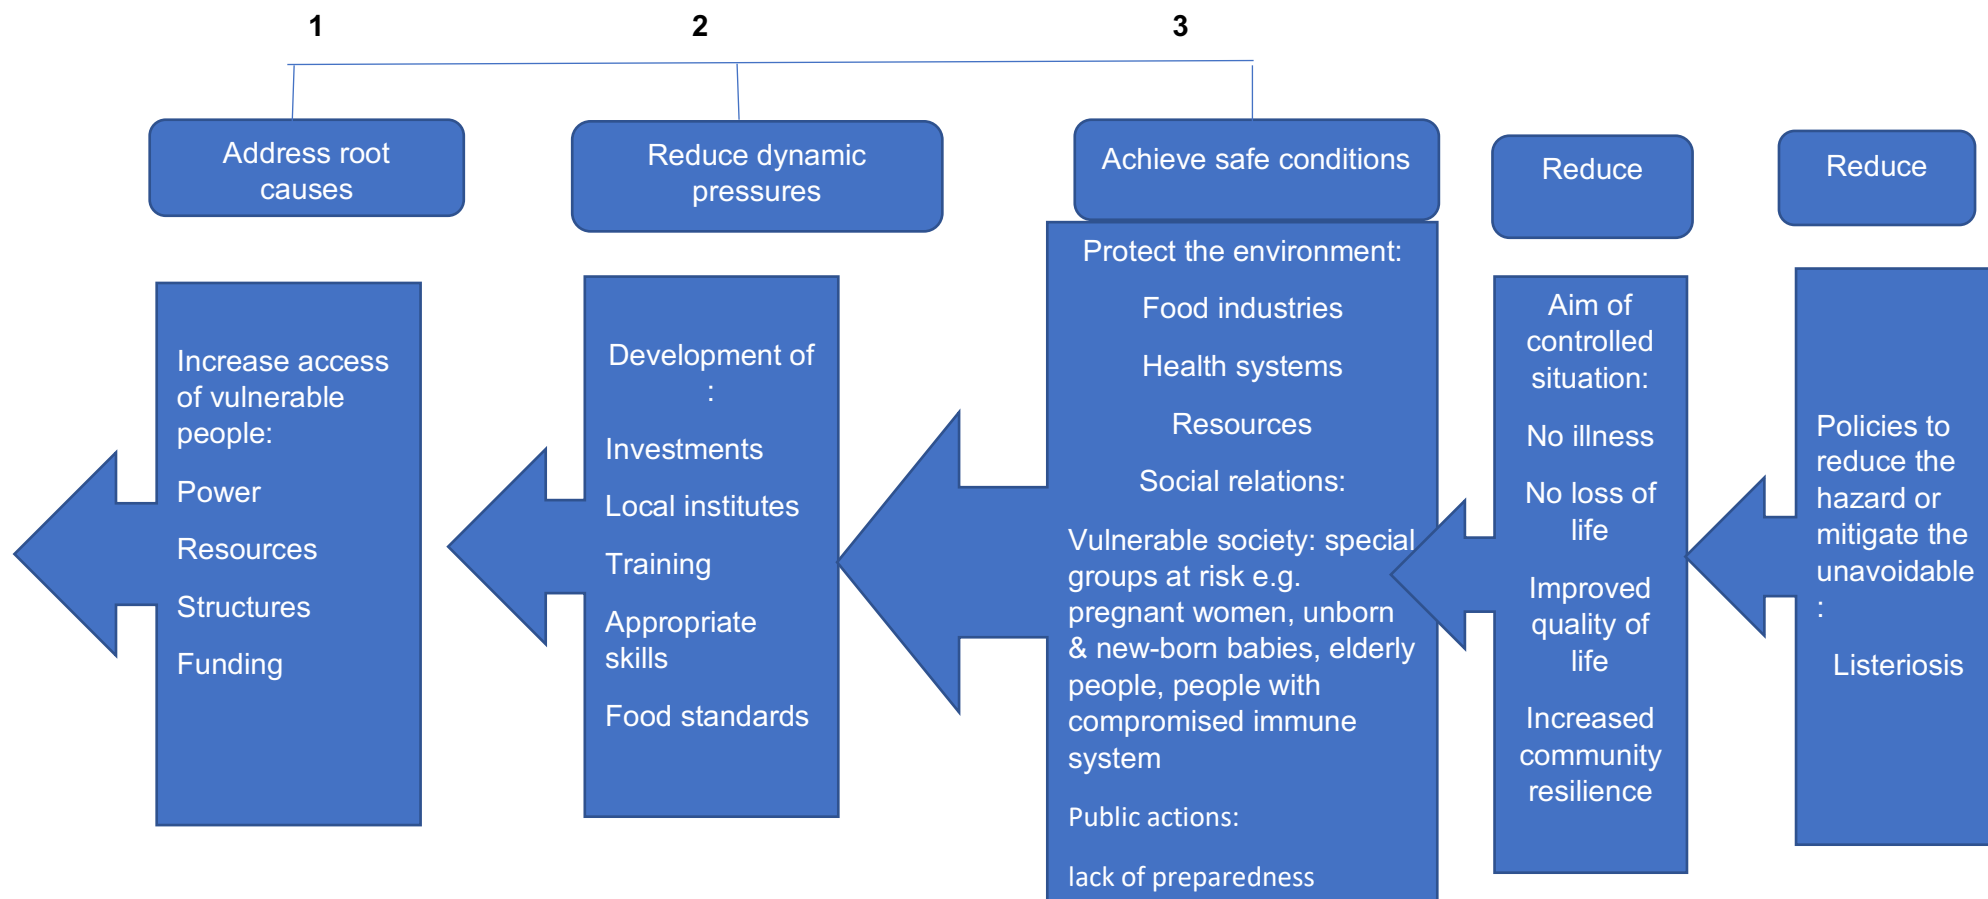 1
2
3
Address root
causes
Reduce dynamic
pressures
Achieve safe conditions
Reduce
Reduce
Increase access
of vulnerable
people:
Power
Resources
Structures
Funding
Development of
:
Investments
Local institutes
Training
Appropriate
skills
Food standards
Protect the environment:
Food industries
Health systems
Resources
Social relations:
Vulnerable society: special
groups at risk e.g.
pregnant women, unborn
& new-born babies, elderly
people, people with
compromised immune
system
Public actions:
lack of preparedness
Aim of
controlled
situation:
No illness
No loss of
life
Improved
quality of
life
Increased
community
resilience
Policies to
reduce the
hazard or
mitigate the
unavoidable
:
Listeriosis